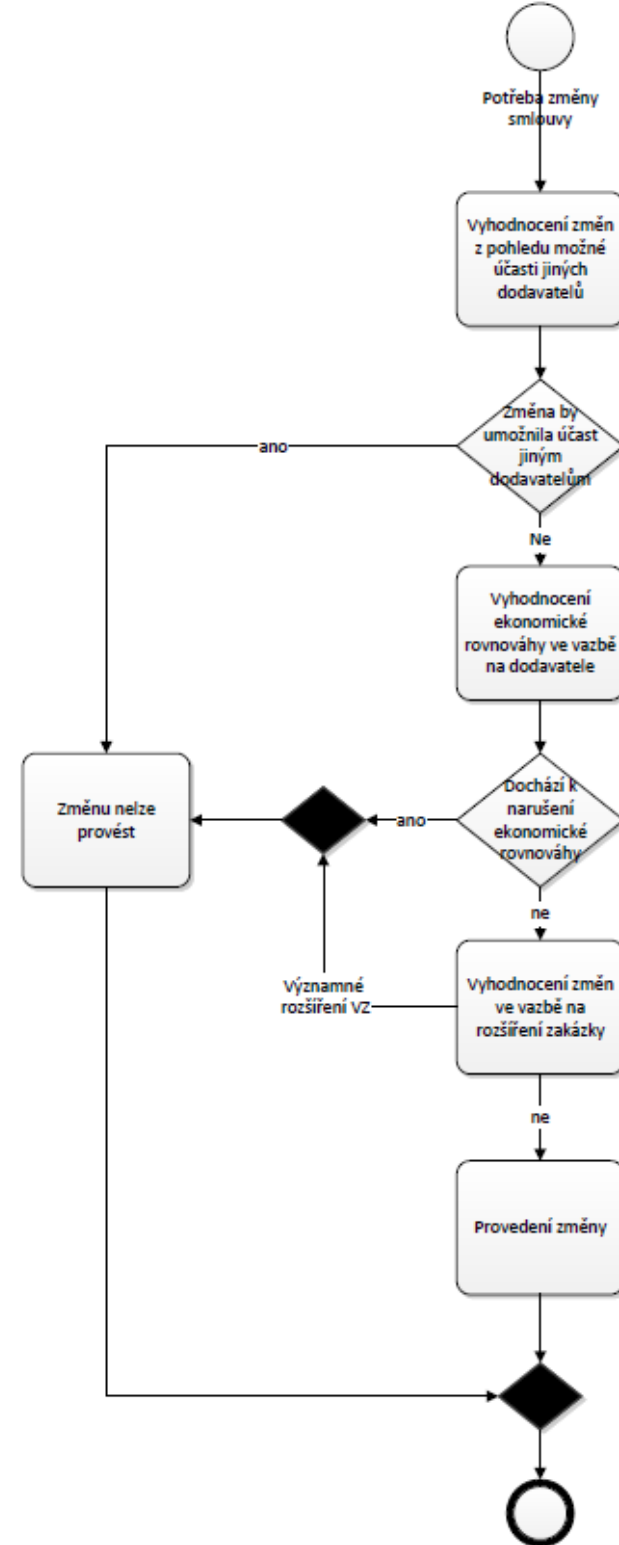 Potřeba změny
smlouvy
Vyhodnocení změn
z pohledu možné
účasti jiných
dodavatelů
Změna by
umožnila účast
jiným
dodavatelům
ano
Ne
Vyhodnocení
ekonomické
rovnováhy ve vazbě
na dodavatele
Dochází k
narušení
ekonomické
rovnováhy
ano
Změnu nelze
provést
ne
Vyhodnocení změn
ve vazbě na
rozšíření zakázky
Významné
rozšíření VZ
ne
Provedení změny